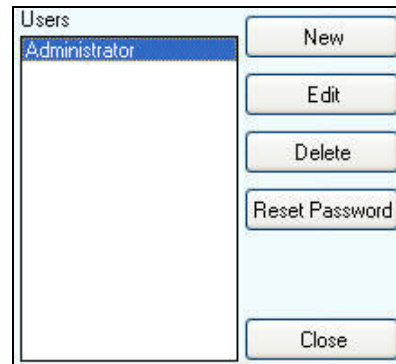 Users
Administrator
New
Edit
Delete
Reset Password
Close